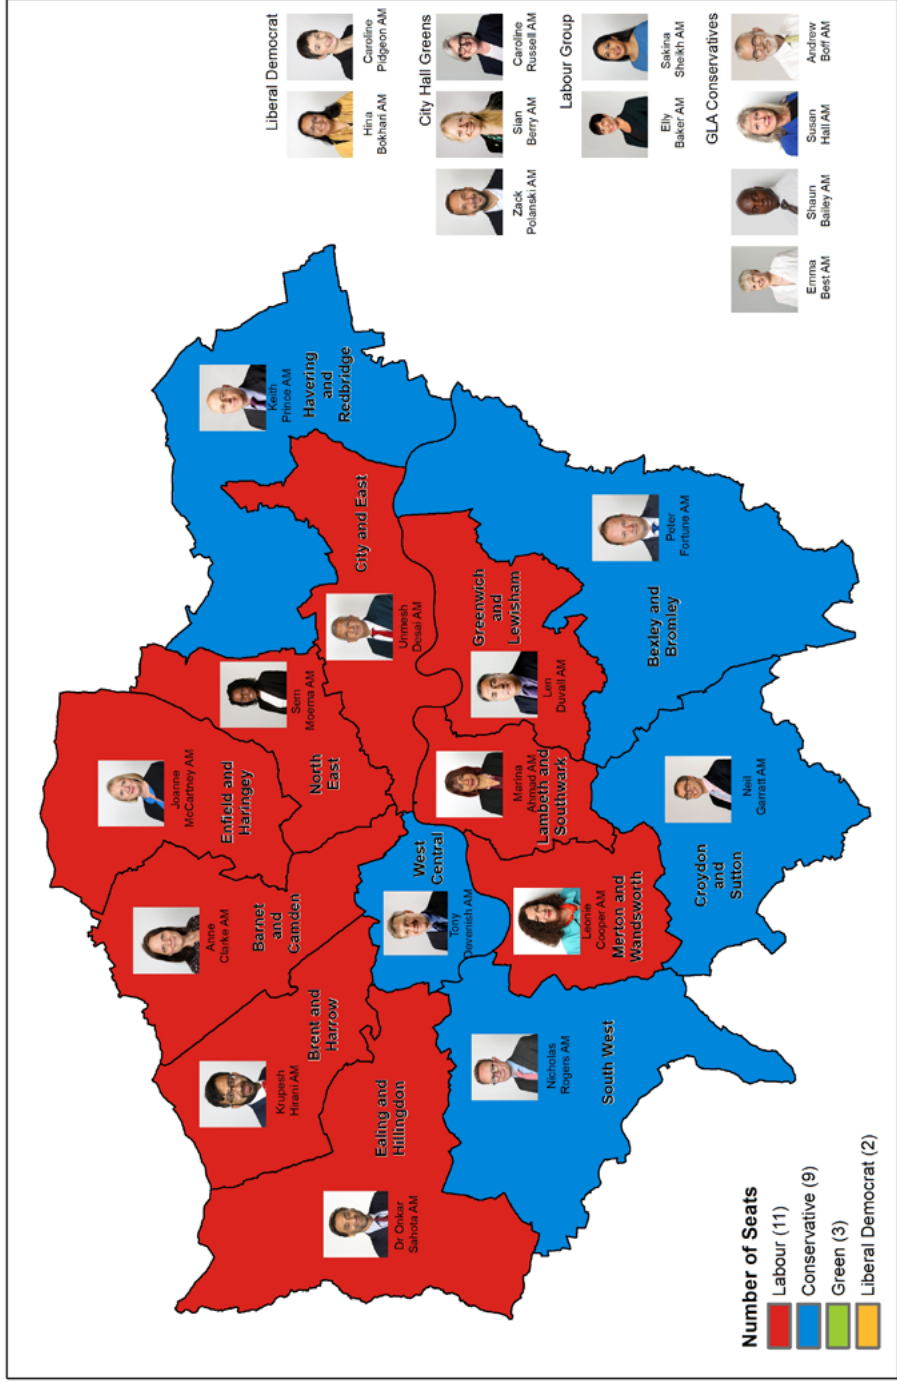 Joanne
McCartney AM
Enfield and
Haringey
Anne
Clarke AM
Barnet
and
Camden
Krupesh
Hirani AM
Brent and
Harrow
Dr Onkar
Sahota AM
Ealing and
Hillingdon
Sem
Moema AM
North
East
Keith
Prince AM
Havering
and
Redbridge
Unmesh
Desai AM
City and East
Tony
Devenish AM
West
Central
Marina
Ahmad AM
Lambeth and
Southwark
Len
Duvall AM
Greenwich
and
Lewisham
Nicholas
Rogers AM
South West
Leonie
Cooper AM
Merton and
Wandsworth
Neil
Garratt AM
Croydon
and
Sutton
Peter
Fortune AM
Bexley and
Bromley
Liberal Democrat
Hina
Bokhari AM
Caroline
Pidgeon AM
City Hall Greens
Zack
Polanski AM
Sian
Berry AM
Caroline
Russell AM
Labour Group
Elly
Baker AM
Sakina
Sheikh AM
GLA Conservatives
Emma
Best AM
Shaun
Bailey AM
Susan
Hall AM
Andrew
Boff AM
Number of Seats
Labour (11)
Conservative (9)
Green (3)
Liberal Democrat (2)